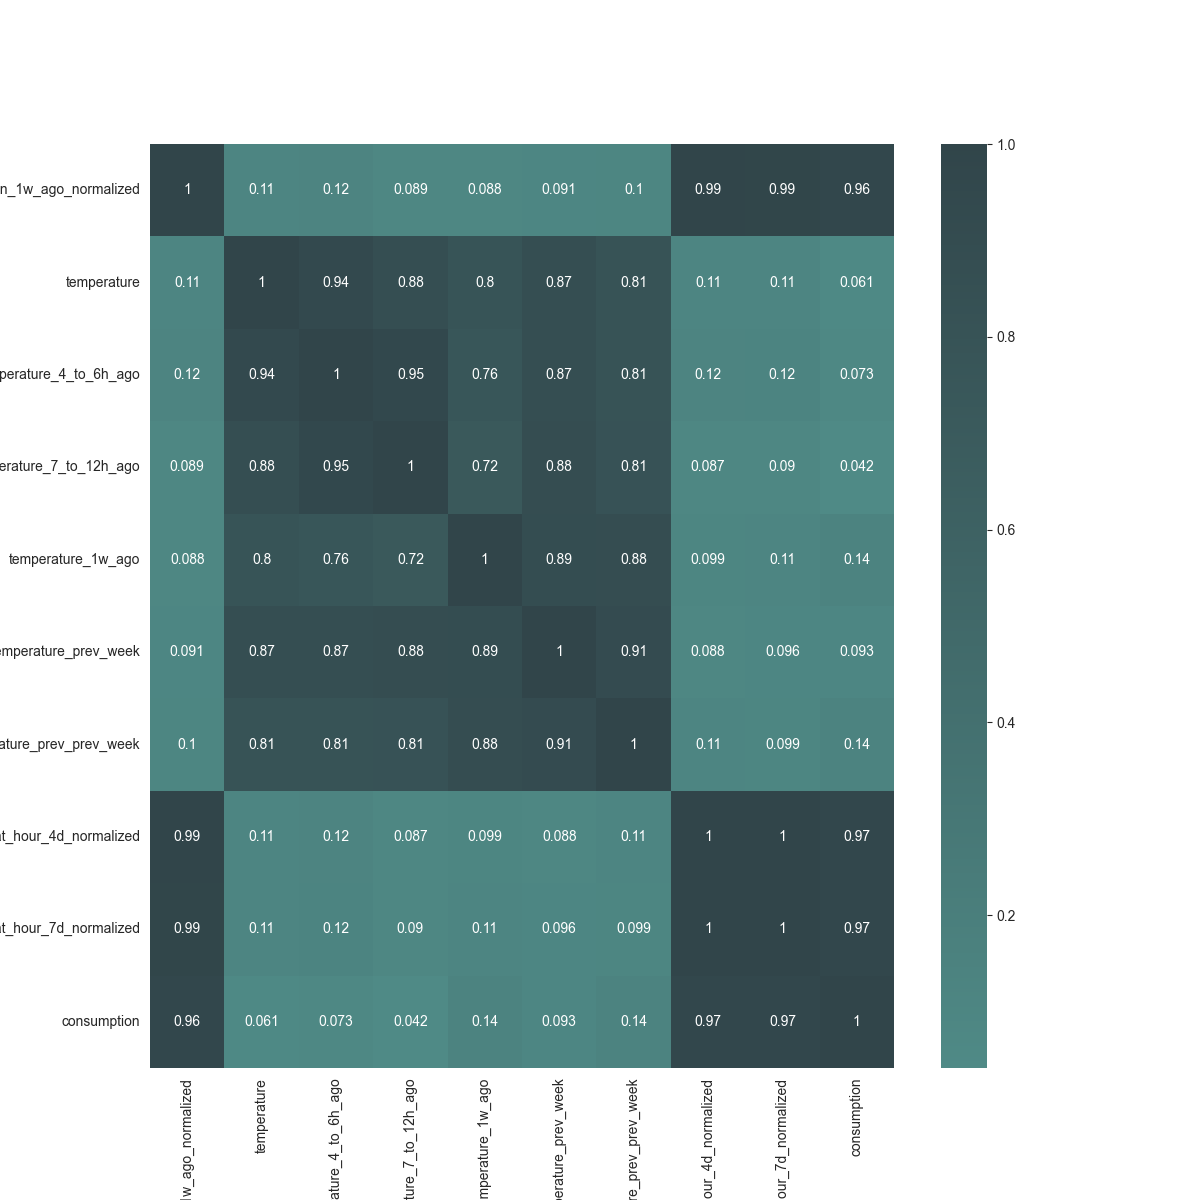 n_1w_ago_normalized 1 0.11 0.12 0.089 0.088 0.091 0.1 0.99 0.99 0.96
temperature 0.11 1 0.94 0.88 0.8 0.87 0.81 0.11 0.11 0.061
perature_4_to_6h_ago 0.12 0.94 1 0.95 0.76 0.87 0.81 0.12 0.12 0.073
erature_7_to_12h_ago 0.089 0.88 0.95 1 0.72 0.88 0.81 0.087 0.09 0.042
temperature_1w_ago 0.088 0.8 0.76 0.72 1 0.89 0.88 0.099 0.11 0.14
emperature_prev_week 0.091 0.87 0.87 0.88 0.89 1 0.91 0.088 0.096 0.093
ature_prev_prev_week 0.1 0.81 0.81 0.81 0.88 0.91 1 0.11 0.099 0.14
at_hour_4d_normalized 0.99 0.11 0.12 0.087 0.099 0.088 0.11 1 1 0.97
at_hour_7d_normalized 0.99 0.11 0.12 0.09 0.11 0.096 0.099 1 1 0.97
consumption 0.96 0.061 0.073 0.042 0.14 0.093 0.14 0.97 0.97 1
1w_ago_normalized
temperature
ature_4_to_6h_ago
ture_7_to_12h_ago
mperature_1w_ago
perature_prev_week
re_prev_prev_week
our_4d_normalized
our_7d_normalized
consumption
1.0
0.8
0.6
0.4
0.2